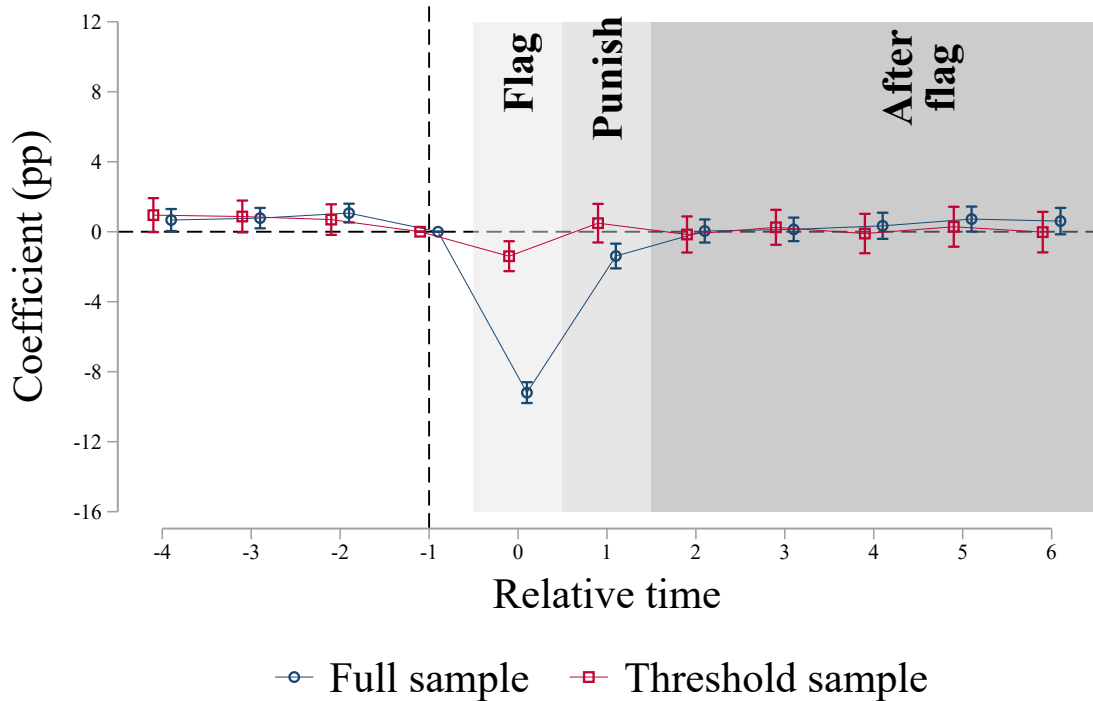 12
8
4
0
-4
-8
-12
-16
Coefficient (pp)
Flag
Punish
After
flag
-4 -3 -2 -1 0 1 2 3 4 5 6
Relative time
Full sample Threshold sample